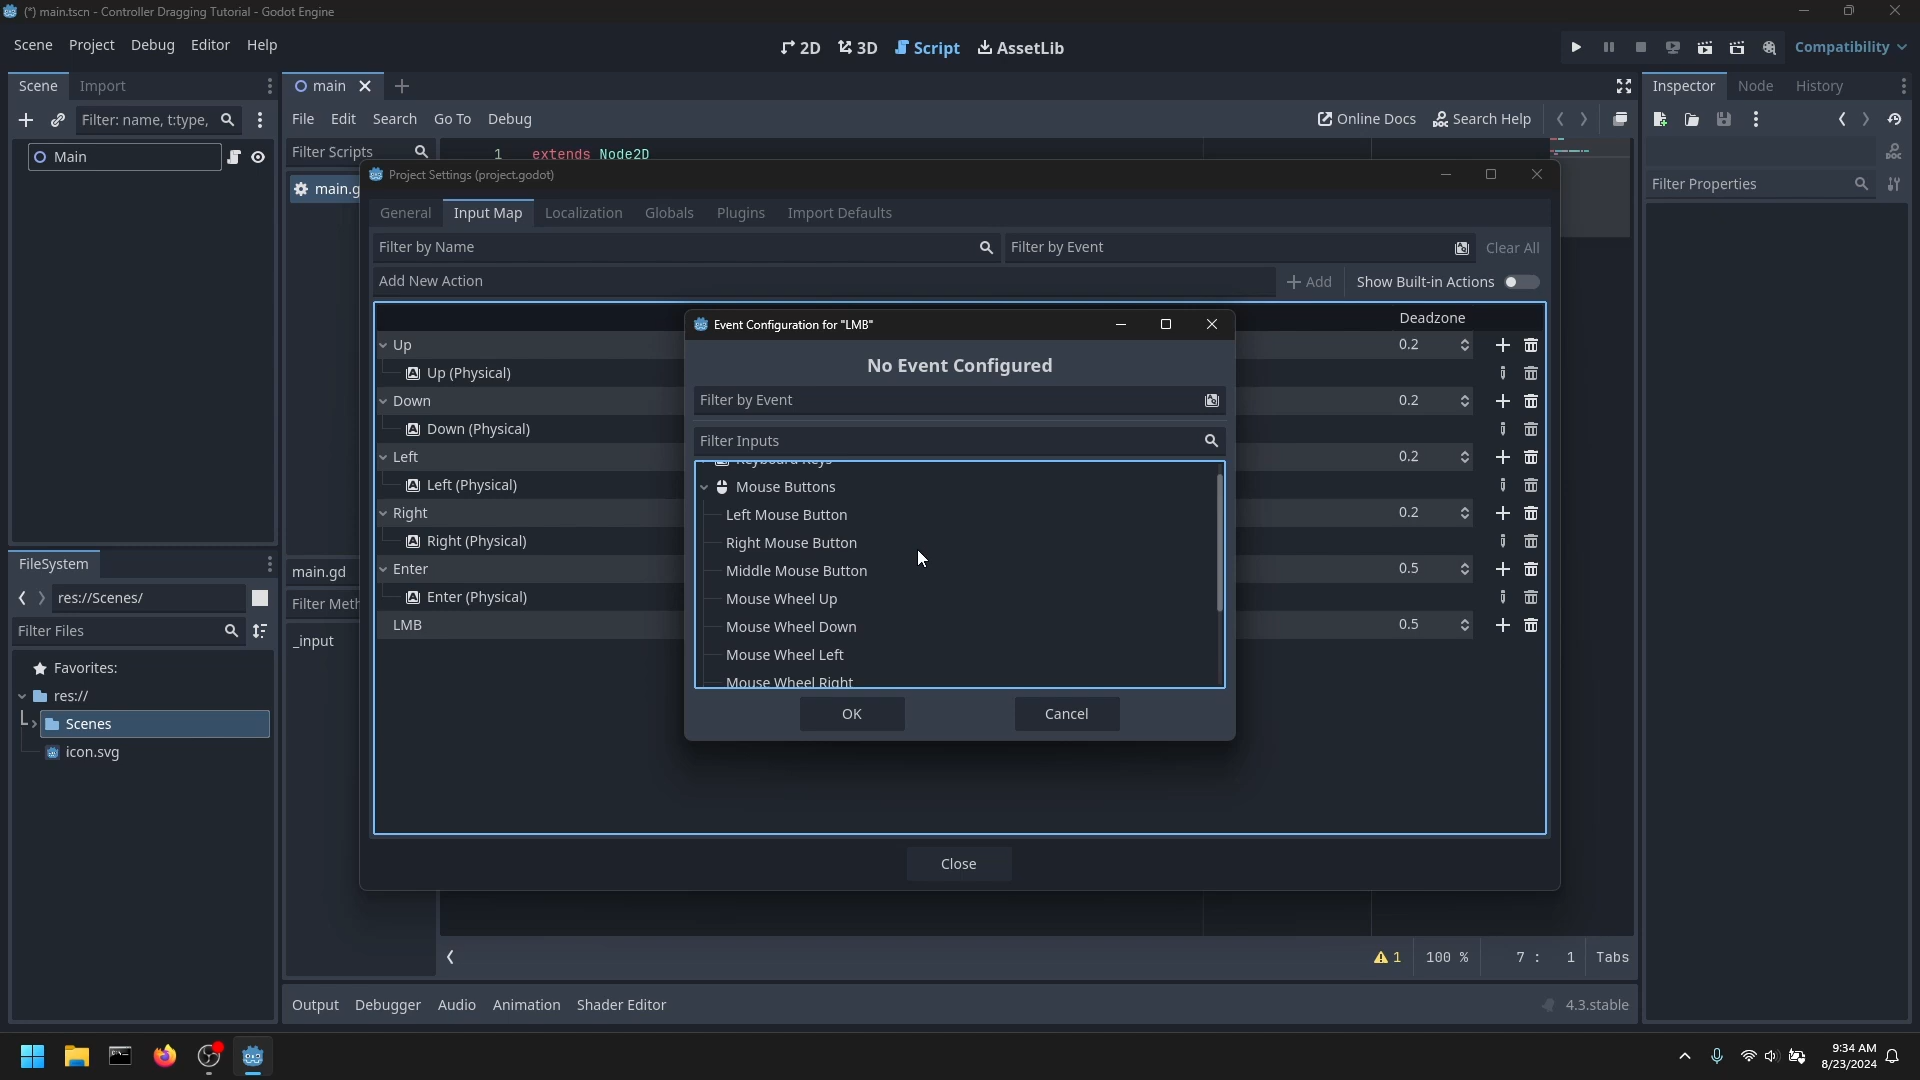 (*) main.tscn - Controller Dragging Tutorial - Godot Engine
Scene Project Debug Editor Help
2D 3D Script AssetLib
Compatibility
Scene Import
main
Inspector Node History
Filter: name, t:type,
File Edit Search Go To Debug
Online Docs Search Help
Main
Filter Scripts
1 extends Node2D
main.g
Filter Properties
Project Settings (project.godot)
General Input Map Localization Globals Plugins Import Defaults
Filter by Name
Filter by Event
Clear All
Add New Action
Add
Show Built-in Actions
Deadzone
Up 0.2
Up (Physical)
Down 0.2
Down (Physical)
Left 0.2
Left (Physical)
Right 0.2
Right (Physical)
Enter 0.5
Enter (Physical)
LMB 0.5
Event Configuration for "LMB"
No Event Configured
Filter by Event
Filter Inputs
Keyboard Keys
Mouse Buttons
Left Mouse Button
Right Mouse Button
Middle Mouse Button
Mouse Wheel Up
Mouse Wheel Down
Mouse Wheel Left
Mouse Wheel Right
OK Cancel
Close
FileSystem
res://Scenes/
Filter Files
Favorites:
res://
Scenes
icon.svg
main.gd
Filter Meth
_input
1 100 % 7 : 1 Tabs
Output Debugger Audio Animation Shader Editor
4.3.stable
9:34 AM
8/23/2024